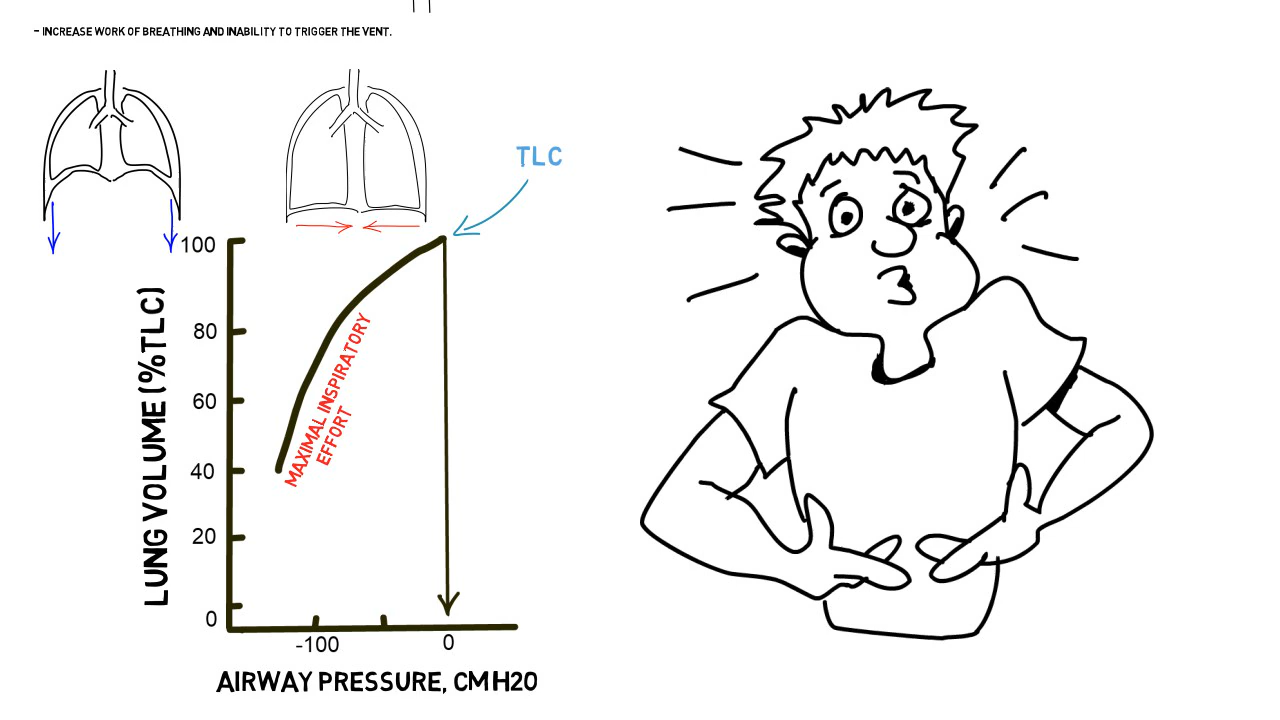 - INCREASE WORK OF BREATHING AND INABILITY TO TRIGGER THE VENT.
TLC
100
80
60
40
20
0
LUNG VOLUME (%TLC)
MAXIMAL INSPIRATORY
EFFORT
-100
0
AIRWAY PRESSURE, CMH2O